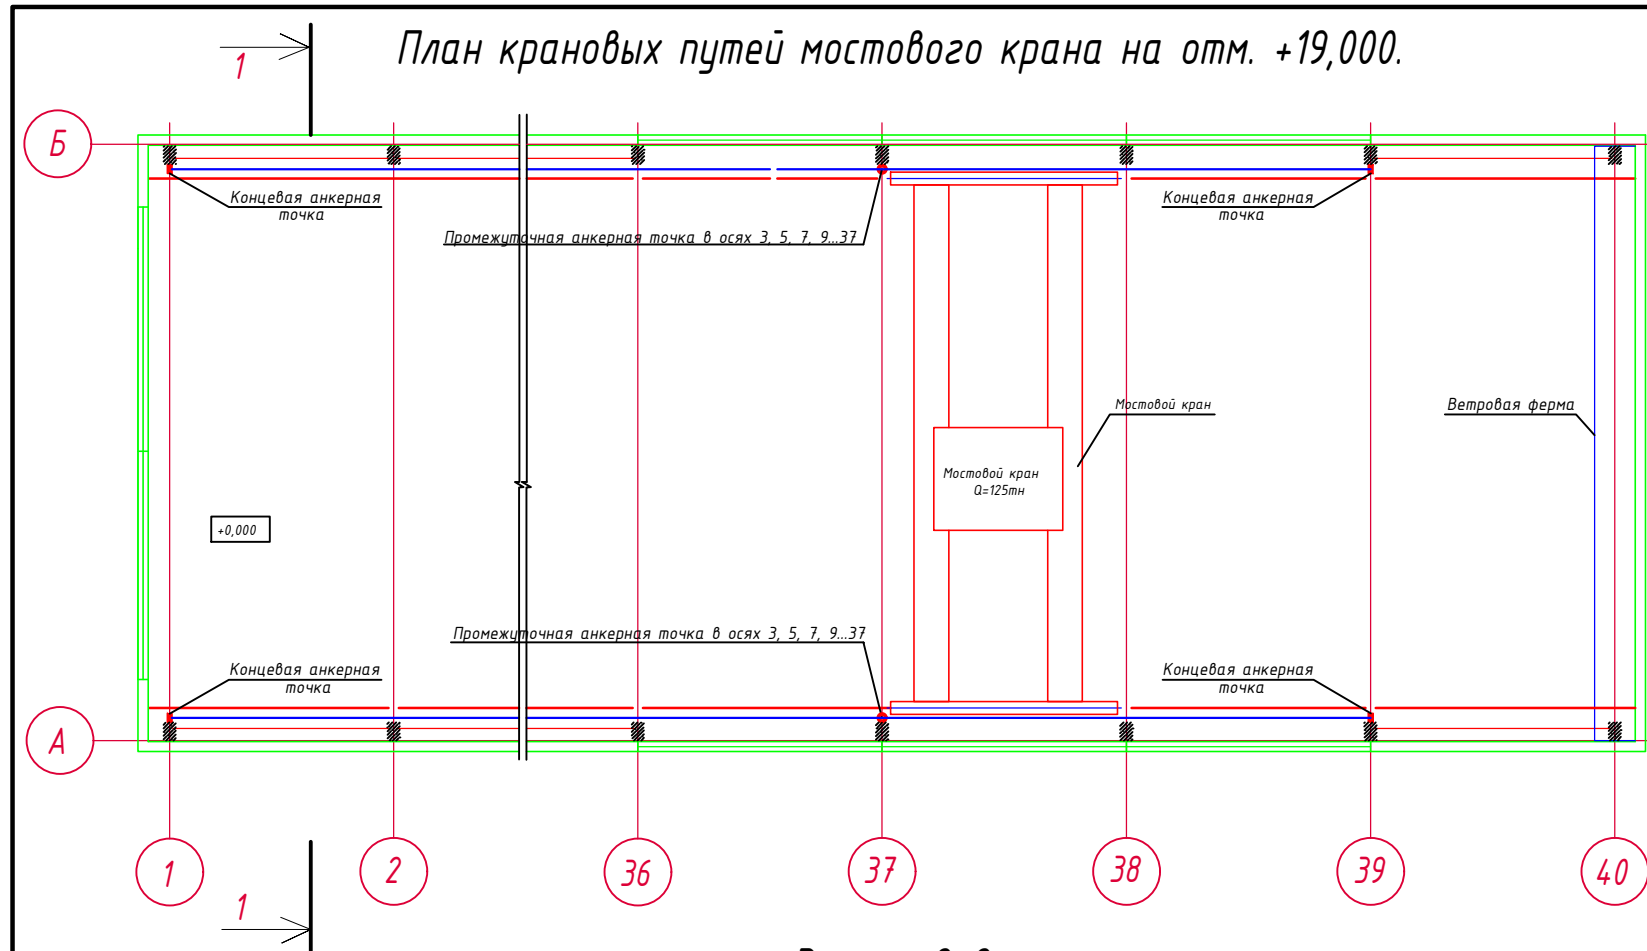 План крановых путей мостового крана на отм. +19,000.
1
Б
Концевая анкерная
точка
Концевая анкерная
точка
Промежуточная анкерная точка в осях 3, 5, 7, 9...37
Мостовой кран
Ветровая ферма
Мостовой кран
Q=125тн
+0,000
Промежуточная анкерная точка в осях 3, 5, 7, 9...37
Концевая анкерная
точка
Концевая анкерная
точка
А
1
2
36
37
38
39
40
1